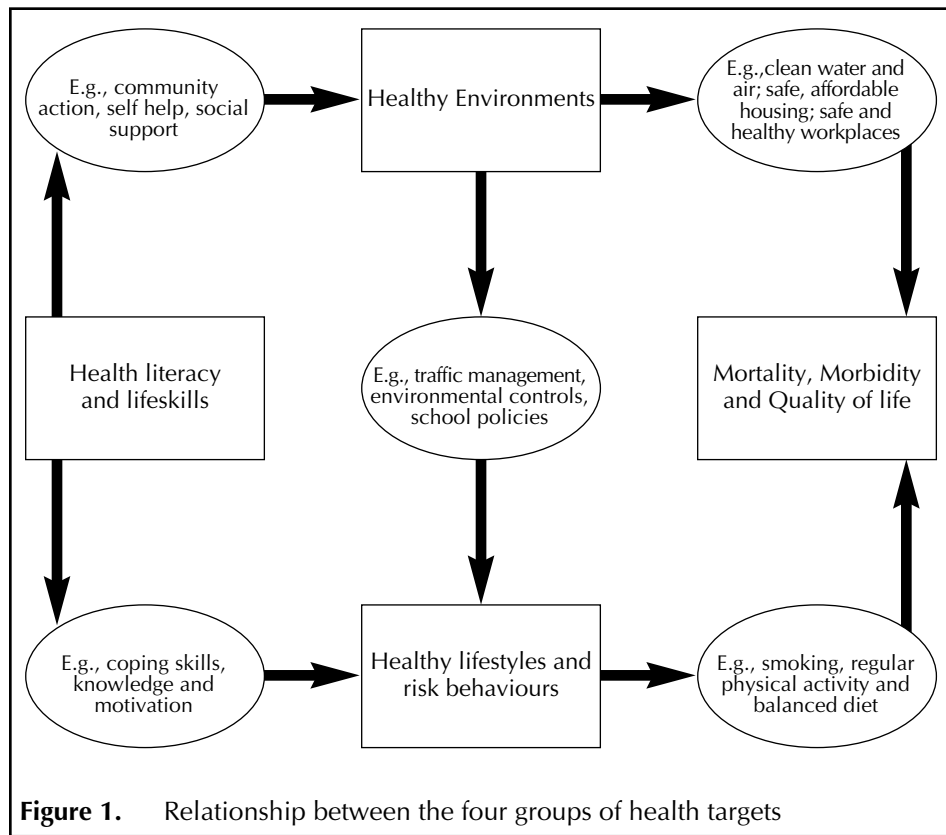 E.g., community
action, self help, social
support
Healthy Environments
E.g.,clean water and
air; safe, affordable
housing; safe and
healthy workplaces
Health literacy
and lifeskills
E.g., traffic management,
environmental controls,
school policies
Mortality, Morbidity
and Quality of life
E.g., coping skills,
knowledge and
motivation
Healthy lifestyles and
risk behaviours
E.g., smoking, regular
physical activity and
balanced diet
Figure 1. Relationship between the four groups of health targets